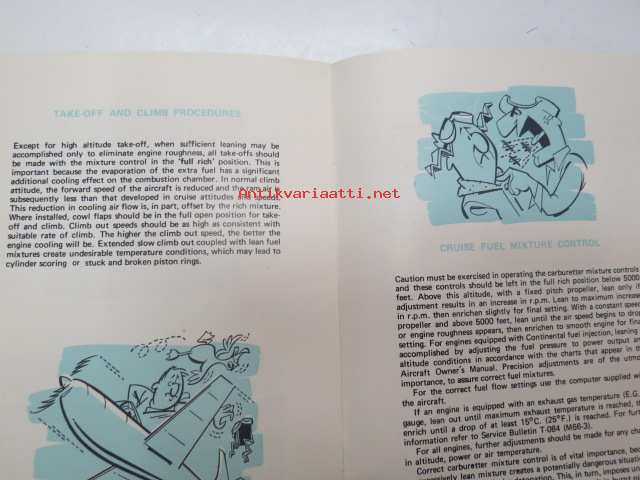 TAKE-OFF AND CLIMB PROCEDURES
Except for high altitude take-off, when sufficient leaning may be
accomplished only to eliminate engine roughness, all take-offs should
be made with the mixture control in the 'full rich' position. This is
important because the evaporation of the extra fuel has a significant
additional cooling effect on the combustion chamber. In normal climb
attitude, the forward speed of the aircraft is reduced and the ram air is
subsequently less than that developed in cruise attitudes and speeds.
This reduction in cooling air flow is, in part, offset by the rich mixture.
Where installed, cowl flaps should be in the full open position for take-
off and climb. Climb out speeds should be as high as consistent with
suitable rate of climb. The higher the climb out speed, the better the
engine cooling will be. Extended slow climb out coupled with lean fuel
mixtures create undesirable temperature conditions, which may lead to
cylinder scoring or stuck and broken piston rings.
Antikvariaatti.net
CRUISE FUEL MIXTURE CONTROL
Caution must be exercised in operating the carburetter mixture controls
and these controls should be left in the full rich position below 5000
feet. Above this altitude, with a fixed pitch propeller, lean only if
adjustment results in an increase in r.p.m. Lean to maximum increase
in r.p.m. then enrichen slightly for final setting. With a constant speed
propeller and above 5000 feet, lean until the air speed begins to drop
or engine roughness appears, then enrichen to smooth engine for final
setting. For engines equipped with Continental fuel injection, leaning
accomplished by adjusting the fuel pressure to power output and
altitude conditions in accordance with the charts that appear in the
Aircraft Owner's Manual. Precision adjustments are of the utmost
importance, to assure correct fuel mixtures.
For the correct fuel flow settings use the computer supplied with
the aircraft.
If an engine is equipped with an exhaust gas temperature (E.G.
gauge, lean out until maximum exhaust temperature is reached, th
enrich until a drop of at least 15°C. (25°F.) is reached. For furth
information refer to Service Bulletin T-084 (M66-3).
For all engines, further adjustments should be made for any cha
in altitude, power or air temperature.
Correct carburetter mixture control is of vital importance, bec
lean mixture creates a potentially dangerous situati
detonation. This, in turn, imposes un